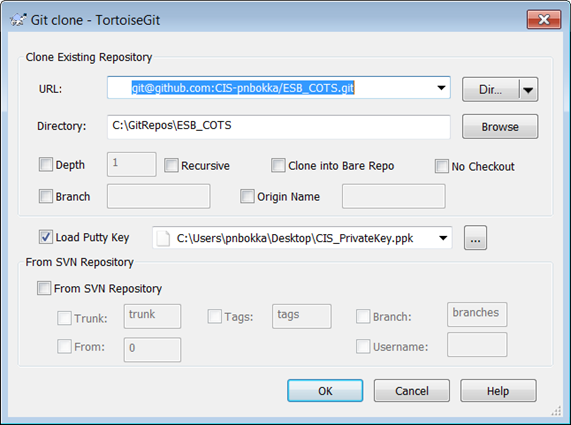 Git clone - TortoiseGit
Clone Existing Repository
URL: git@github.com:CIS-pnbokka/ESB_COTS.git Dir...
Directory: C:\GitRepos\ESB_COTS Browse
Depth 1 Recursive Clone into Bare Repo No Checkout
Branch Origin Name
Load Putty Key C:\Users\pnbokka\Desktop\CIS_PrivateKey.ppk ...
From SVN Repository
From SVN Repository
Trunk: trunk Tags: tags Branch: branches
From: 0 Username:
OK Cancel Help